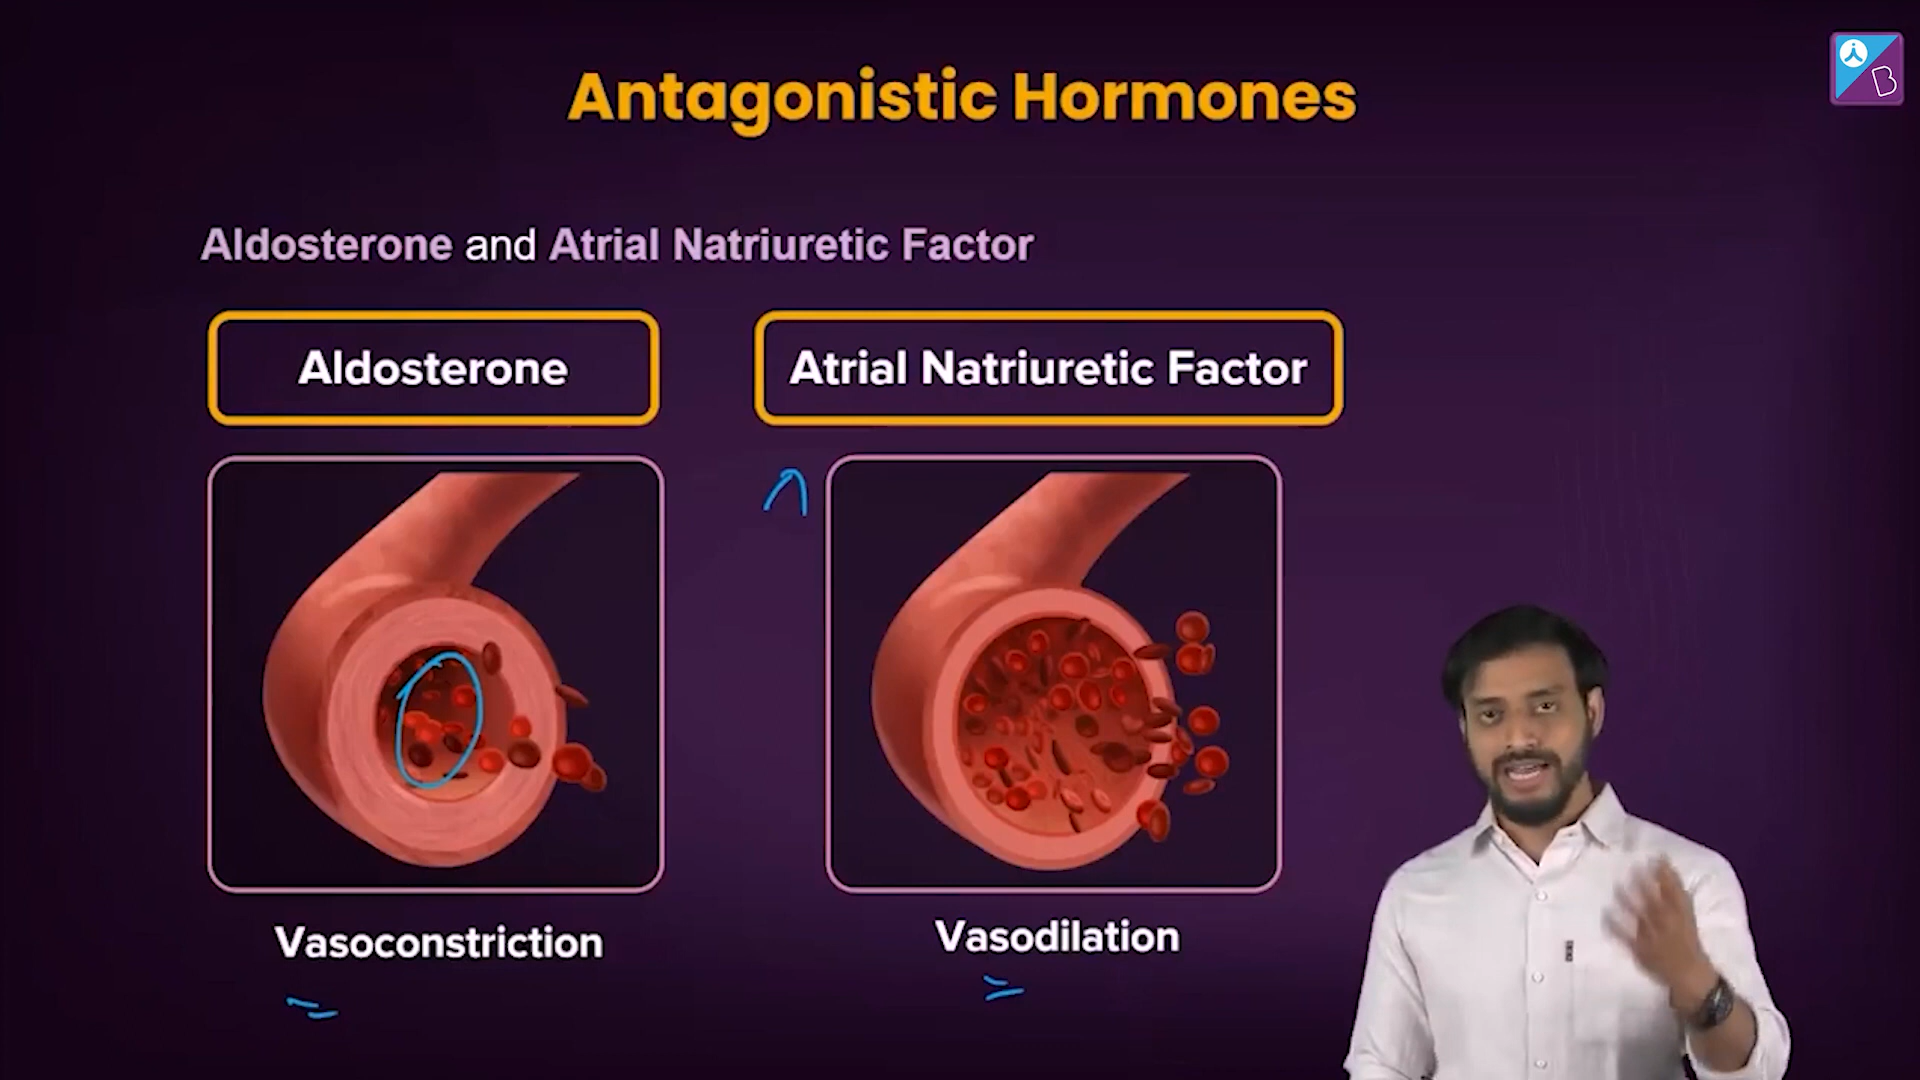 Antagonistic Hormones
B
Aldosterone and Atrial Natriuretic Factor
Aldosterone
Atrial Natriuretic Factor
Vasoconstriction
Vasodilation